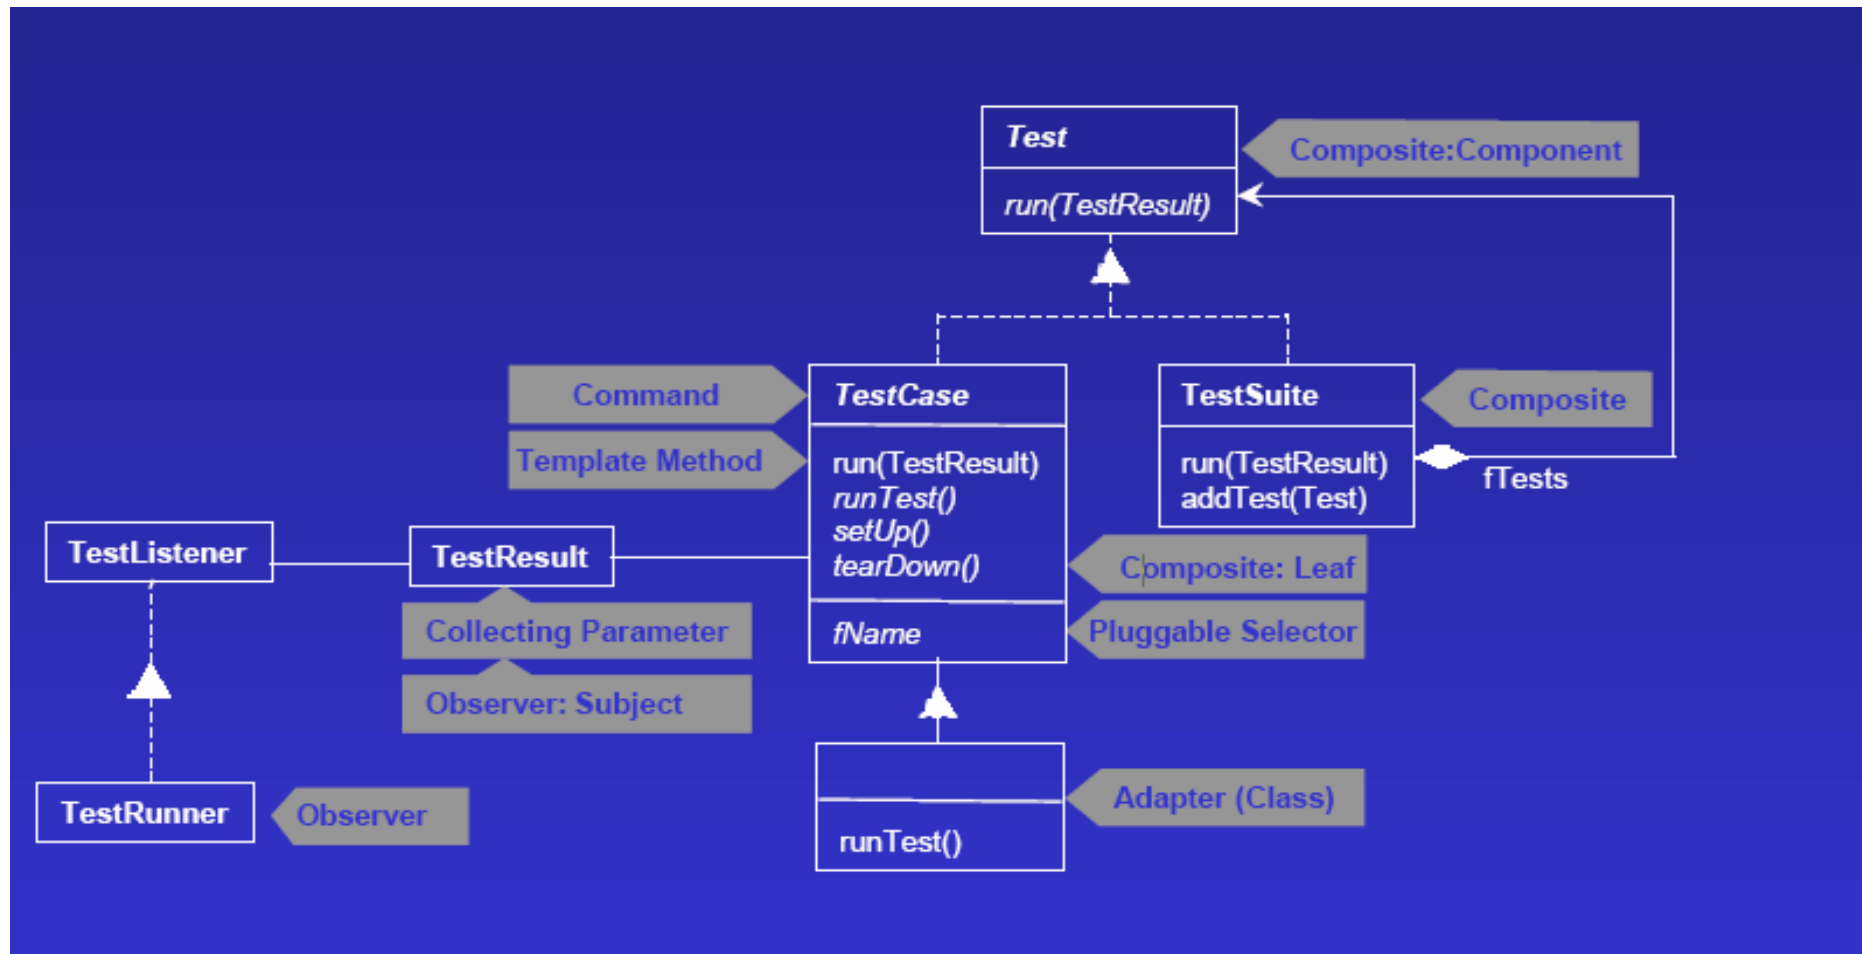 Test
Composite:Component
run(TestResult)
Command
TestCase
TestSuite
Composite
Template Method
run(TestResult)
runTest()
setUp()
tearDown()
run(TestResult)
addTest(Test)
fTests
TestListener
TestResult
Composite: Leaf
Collecting Parameter
fName
Pluggable Selector
Observer: Subject
TestRunner
Observer
Adapter (Class)
runTest()